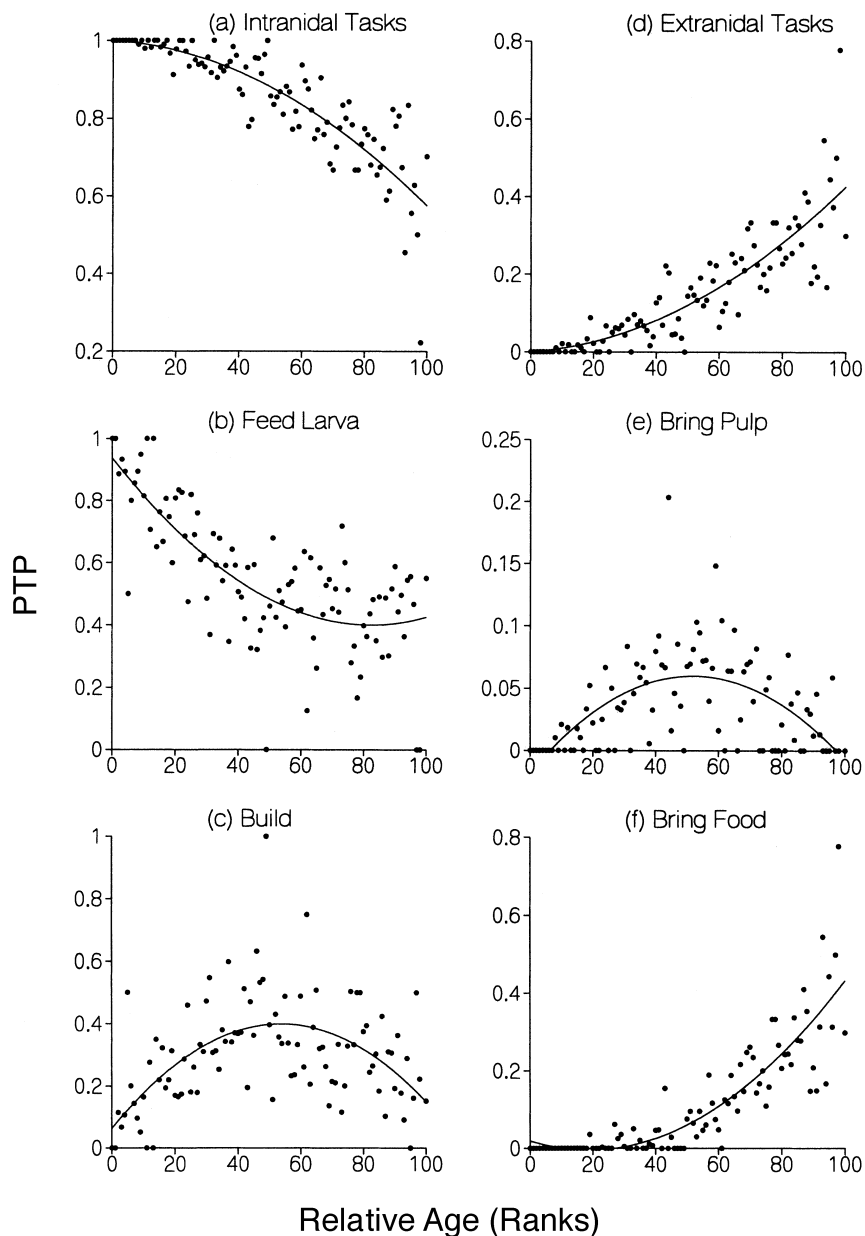 (a) Intranidal Tasks
1
0.8
0.6
0.4
0.2
0 20 40 60 80 100
(d) Extranidal Tasks
0.8
0.6
0.4
0.2
0
0 20 40 60 80 100
(b) Feed Larva
1
0.8
0.6
0.4
0.2
0
0 20 40 60 80 100
(e) Bring Pulp
0.25
0.2
0.15
0.1
0.05
0
0 20 40 60 80 100
PTP
(c) Build
1
0.8
0.6
0.4
0.2
0
0 20 40 60 80 100
(f) Bring Food
0.8
0.6
0.4
0.2
0
0 20 40 60 80 100
Relative Age (Ranks)